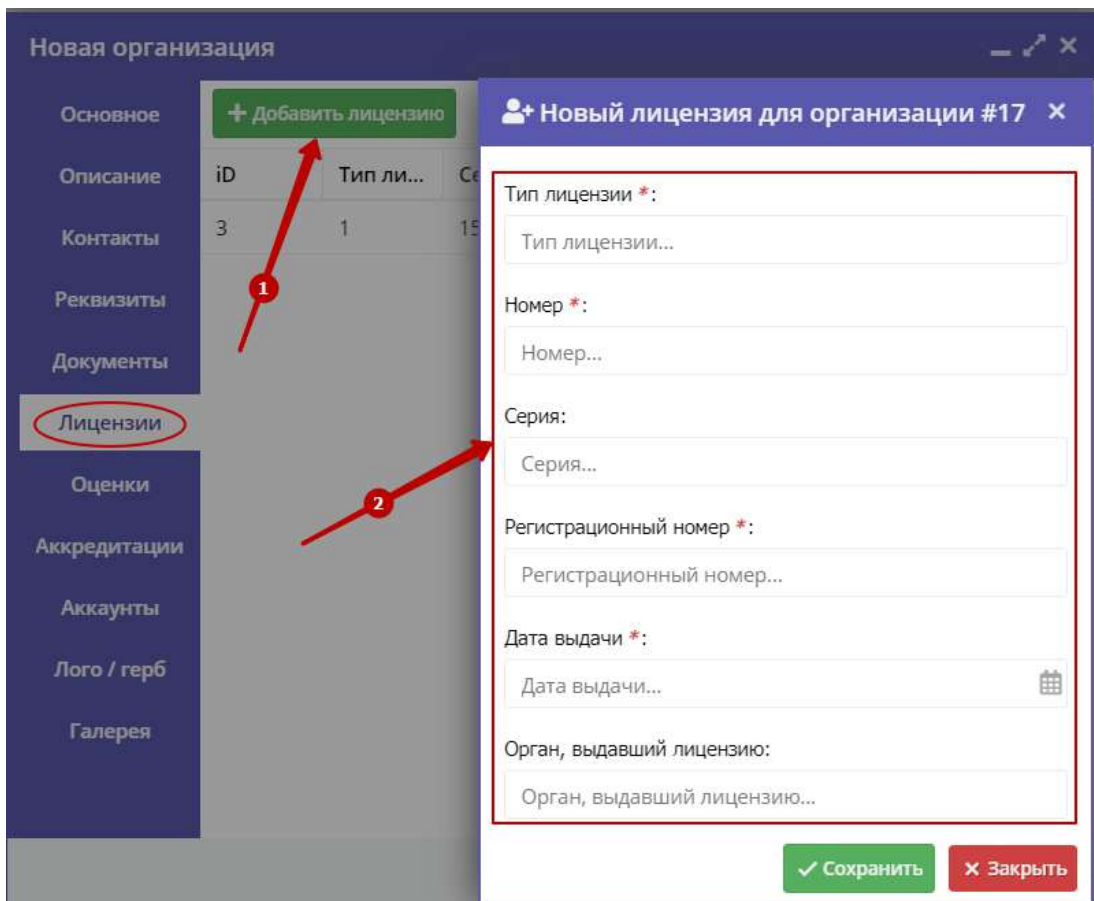 Новая организация
Основное
Описание
Контакты
Реквизиты
Документы
Лицензии
Оценки
Аккредитации
Аккаунты
Лого / герб
Галерея
+ Добавить лицензию
iD Тип ли...
3 1 15
1
2
Новый лицензия для организации #17
Тип лицензии *:
Тип лицензии...
Номер *:
Номер...
Серия:
Серия...
Регистрационный номер *:
Регистрационный номер...
Дата выдачи *:
Дата выдачи...
Орган, выдавший лицензию:
Орган, выдавший лицензию...
Сохранить
Закрыть